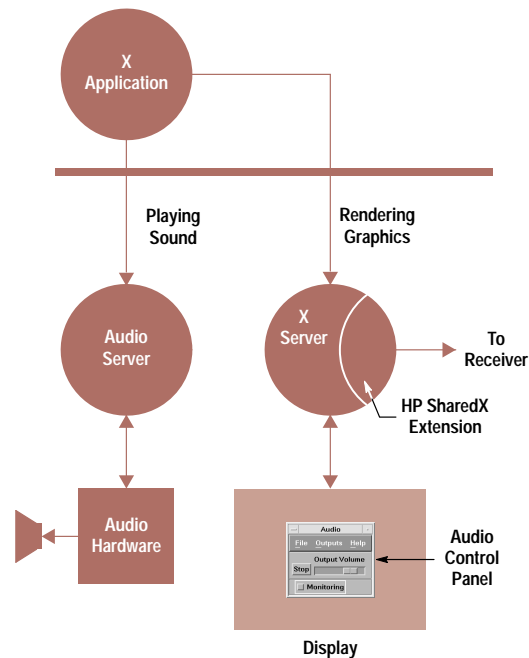 X
Application
Playing
Sound
Rendering
Graphics
Audio
Server
X
Server
To
Receiver
HP SharedX
Extension
Audio
Hardware
Audio
File Outputs Help
Output Volume
Stop
Monitoring
Audio
Control
Panel
Display